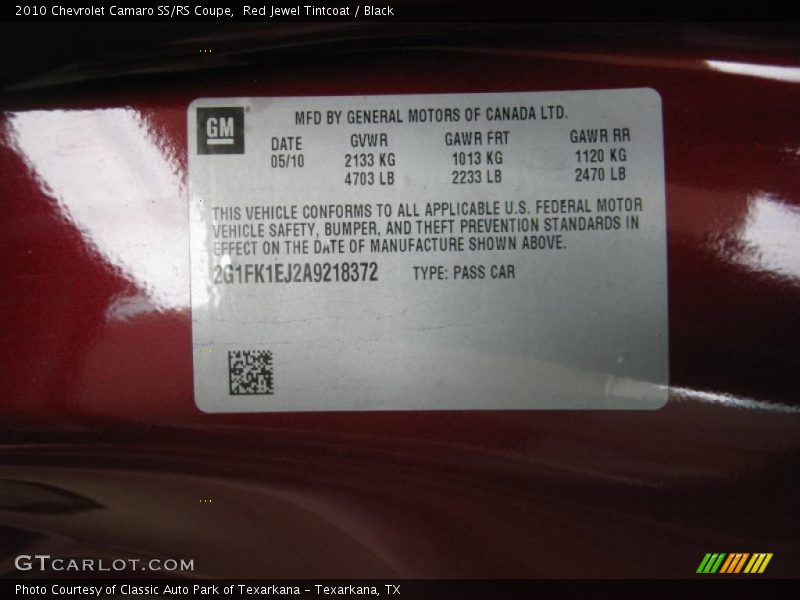 2010 Chevrolet Camaro SS/RS Coupe, Red Jewel Tintcoat / Black
GM
MFD BY GENERAL MOTORS OF CANADA LTD.
DATE GVWR GAWR FRT GAWR RR
05/10 2133 KG 1013 KG 1120 KG
4703 LB 2233 LB 2470 LB
THIS VEHICLE CONFORMS TO ALL APPLICABLE U.S. FEDERAL MOTOR
VEHICLE SAFETY, BUMPER, AND THEFT PREVENTION STANDARDS IN
EFFECT ON THE DATE OF MANUFACTURE SHOWN ABOVE.
2G1FK1EJ2A9218372 TYPE: PASS CAR
GTCARLOT.COM
Photo Courtesy of Classic Auto Park of Texarkana - Texarkana, TX